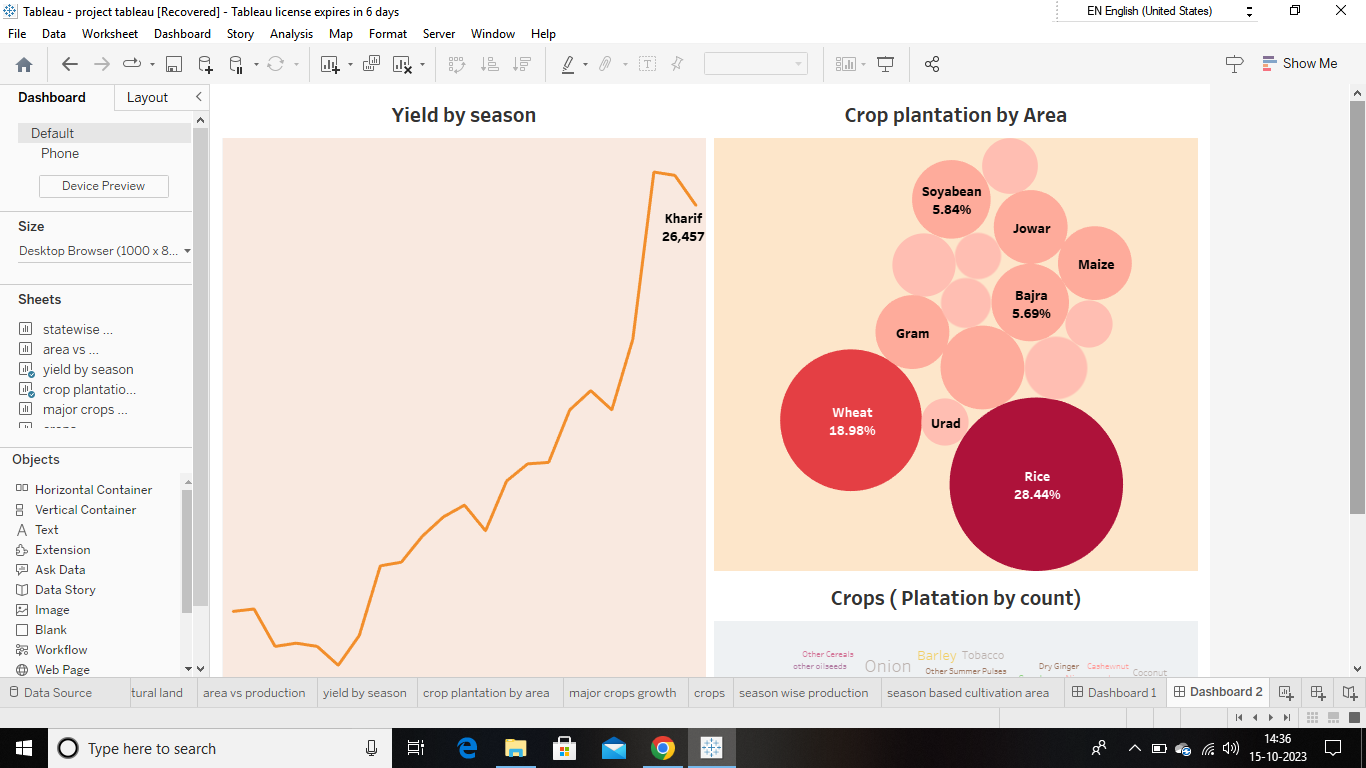 Tableau - project tableau [Recovered] - Tableau license expires in 6 days
EN English (United States)
File Data Worksheet Dashboard Story Analysis Map Format Server Window Help
Show Me
Dashboard Layout
Default
Phone
Device Preview
Size
Desktop Browser (1000 x 8...
Sheets
statewise ...
area vs ...
yield by season
crop plantatio...
major crops ...
Objects
Horizontal Container
Vertical Container
Text
Extension
Ask Data
Data Story
Image
Blank
Workflow
Web Page
Yield by season
Kharif
26,457
Crop plantation by Area
Soyabean
5.84%
Jowar
Maize
Bajra
5.69%
Gram
Wheat
18.98%
Urad
Rice
28.44%
Crops ( Platation by count)
Other Cereals
other oilseeds
Onion
Barley
Tobacco
Other Summer Pulses
Dry Ginger
Cashewnut
Coconut
Data Source
tural land
area vs production
yield by season
crop plantation by area
major crops growth
crops
season wise production
season based cultivation area
Dashboard 1
Dashboard 2
Type here to search
14:36
15-10-2023